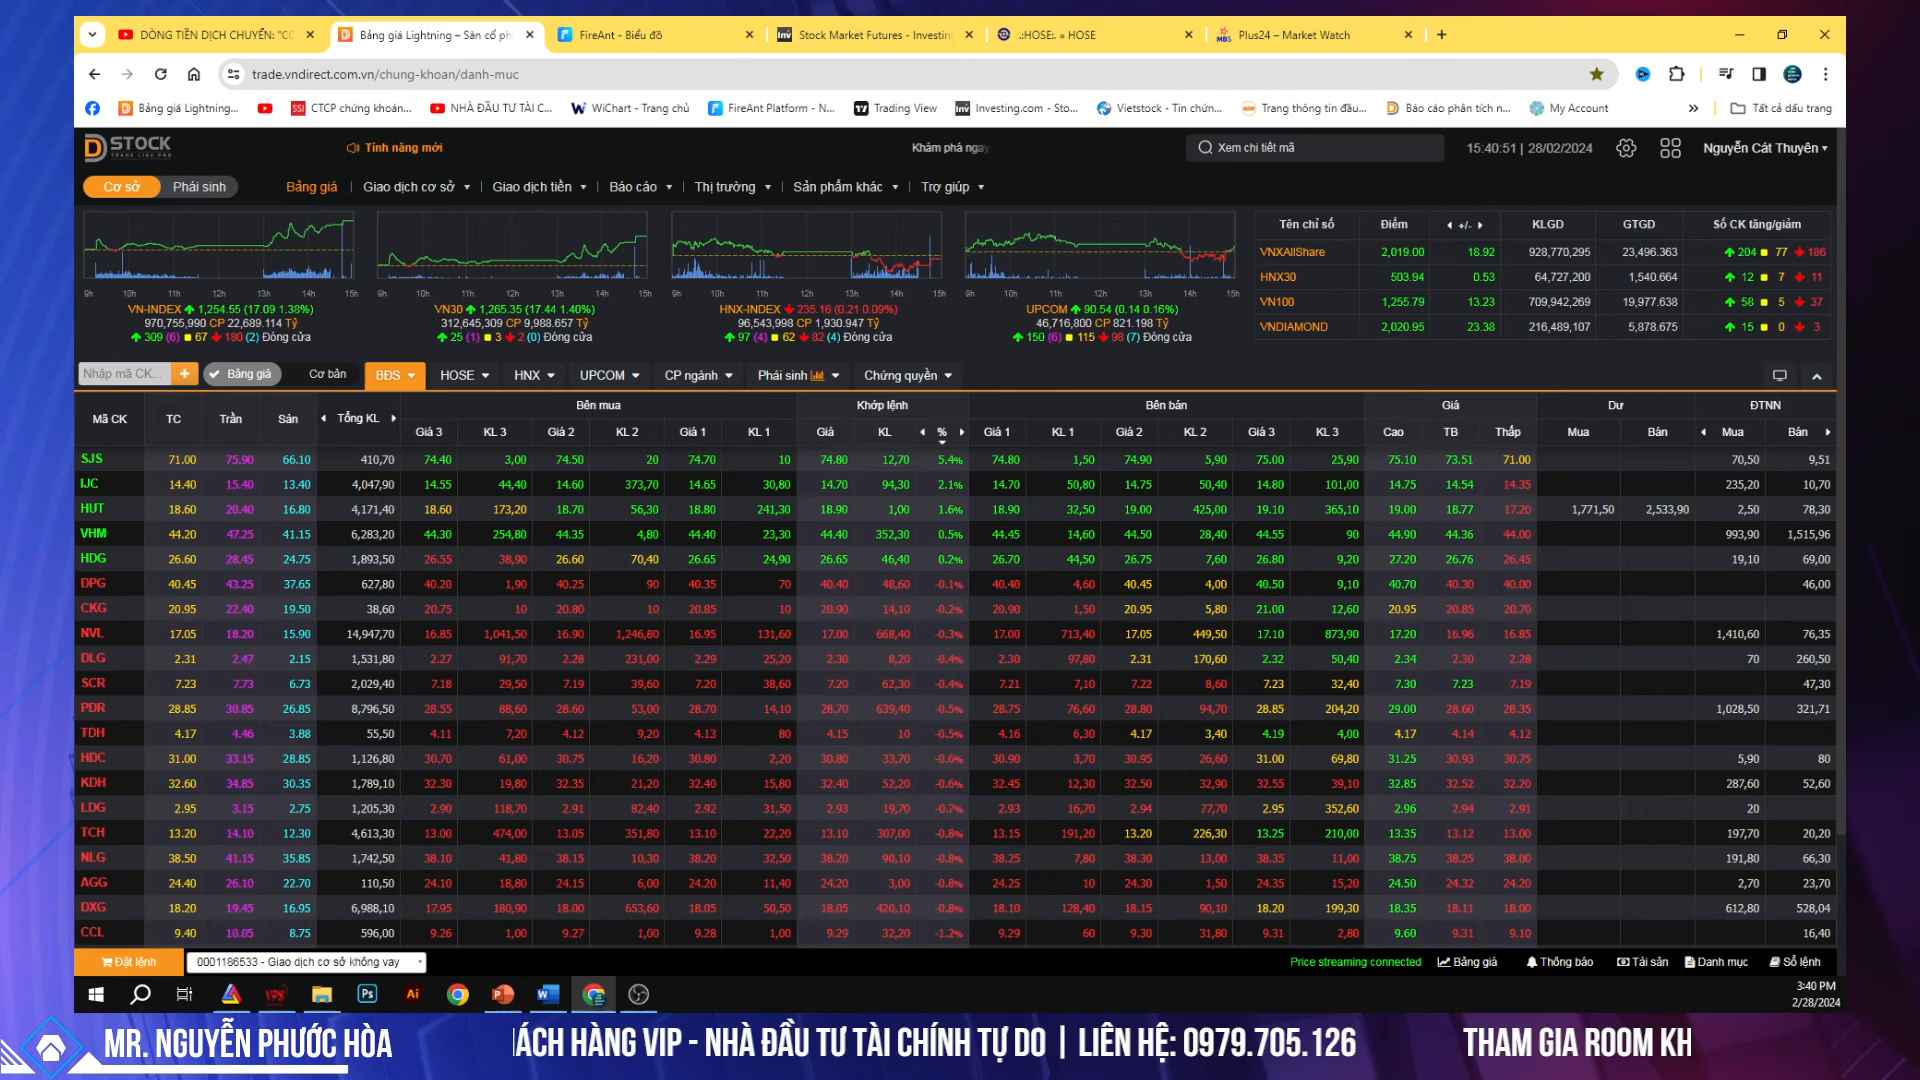 DÒNG TIỀN DỊCH CHUYỂN: "CC
Bảng giá Lightning – Sàn cổ ph
FireAnt - Biểu đồ
Stock Market Futures - Investing
.:HOSE:. » HOSE
Plus24 – Market Watch
trade.vndirect.com.vn/chung-khoan/danh-muc
Bảng giá Lightning... CTCP chứng khoán... NHÀ ĐẦU TƯ TÀI C... WiChart - Trang chủ FireAnt Platform - N... Trading View Investing.com - Sto... Vietstock - Tin chứn... Trang thông tin đầu... Báo cáo phân tích n... My Account » Tất cả dấu trang
D STOCK
TRADE LIKE PRO
Tính năng mới Khám phá ngay Xem chi tiết mã 15:40:51 | 28/02/2024 Nguyễn Cát Thuyên
Cơ sở Phái sinh Bảng giá Giao dịch cơ sở Giao dịch tiền Báo cáo Thị trường Sản phẩm khác Trợ giúp
9h 10h 11h 12h 13h 14h 15h 9h 10h 11h 12h 13h 14h 15h 9h 10h 11h 12h 13h 14h 15h 9h 10h 11h 12h 13h 14h 15h
VN-INDEX 1,254.55 (17.09 1.38%)
970,755,990 CP 22,689.114 Tỷ
309 (6) 67 180 (2) Đóng cửa
VN30 1,265.35 (17.44 1.40%)
312,645,309 CP 9,988.657 Tỷ
25 (1) 3 2 (0) Đóng cửa
HNX-INDEX 235.16 (0.21 0.09%)
96,543,998 CP 1,930.947 Tỷ
97 (4) 62 82 (4) Đóng cửa
UPCOM 90.54 (0.14 0.16%)
46,716,800 CP 821.198 Tỷ
150 (6) 115 98 (7) Đóng cửa
Tên chỉ số Điểm +/- KLGD GTGD Số CK tăng/giảm
VNXAllShare 2,019.00 18.92 928,770,295 23,496.363 204 77 186
HNX30 503.94 0.53 64,727,200 1,540.664 12 7 11
VN100 1,255.79 13.23 709,942,269 19,977.638 58 5 37
VNDIAMOND 2,020.95 23.38 216,489,107 5,878.675 15 0 3
Nhập mã CK... + Bảng giá Cơ bản BĐS HOSE HNX UPCOM CP ngành Phái sinh Chứng quyền
Mã CK TC Trần Sàn Tổng KL Bên mua Khớp lệnh Bên bán Giá Dư ĐTNN
Giá 3 KL 3 Giá 2 KL 2 Giá 1 KL 1 Giá KL % Giá 1 KL 1 Giá 2 KL 2 Giá 3 KL 3 Cao TB Thấp Mua Bán Mua Bán
SJS 71.00 75.90 66.10 410,70 74.40 3,00 74.50 20 74.70 10 74.80 12,70 5.4% 74.80 1,50 74.90 5,90 75.00 25,90 75.10 73.51 71.00 70,50 9,51
IJC 14.40 15.40 13.40 4,047,90 14.55 44,40 14.60 373,70 14.65 30,80 14.70 94,30 2.1% 14.70 50,80 14.75 50,40 14.80 101,00 14.75 14.54 14.35 235,20 10,70
HUT 18.60 20.40 16.80 4,171,40 18.60 173,20 18.70 56,30 18.80 241,30 18.90 1,00 1.6% 18.90 32,50 19.00 425,00 19.10 365,10 19.00 18.77 17.20 1,771,50 2,533,90 2,50 78,30
VHM 44.20 47.25 41.15 6,283,20 44.30 254,80 44.35 4,80 44.40 23,30 44.40 352,30 0.5% 44.45 14,60 44.50 28,40 44.55 90 44.90 44.36 44.00 993,90 1,515,96
HDG 26.60 28.45 24.75 1,893,50 26.55 38,90 26.60 70,40 26.65 24,90 26.65 46,40 0.2% 26.70 44,50 26.75 7,60 26.80 9,20 27.20 26.76 26.45 19,10 69,00
DPG 40.45 43.25 37.65 627,80 40.20 1,90 40.25 90 40.35 70 40.40 48,60 -0.1% 40.40 4,60 40.45 4,00 40.50 9,10 40.70 40.30 40.00 46,00
CKG 20.95 22.40 19.50 38,60 20.75 10 20.80 10 20.85 10 20.90 14,10 -0.2% 20.90 1,50 20.95 5,80 21.00 12,60 20.95 20.85 20.70
NVL 17.05 18.20 15.90 14,947,70 16.85 1,041,50 16.90 1,246,80 16.95 131,60 17.00 668,40 -0.3% 17.00 713,40 17.05 449,50 17.10 873,90 17.20 16.96 16.85 1,410,60 76,35
DLG 2.31 2.47 2.15 1,531,80 2.27 91,70 2.28 231,00 2.29 25,20 2.30 8,20 -0.4% 2.30 97,80 2.31 170,60 2.32 50,40 2.34 2.30 2.28 70 260,50
SCR 7.23 7.73 6.73 2,029,40 7.18 29,50 7.19 39,60 7.20 38,60 7.20 62,30 -0.4% 7.21 7,10 7.22 8,60 7.23 32,40 7.30 7.23 7.19 47,30
PDR 28.85 30.85 26.85 8,796,50 28.55 88,60 28.60 53,00 28.70 14,10 28.70 639,40 -0.5% 28.75 76,60 28.80 94,70 28.85 204,20 29.00 28.60 28.35 1,028,50 321,71
TDH 4.17 4.46 3.88 55,50 4.11 7,20 4.12 9,20 4.13 80 4.15 10 -0.5% 4.16 6,30 4.17 3,40 4.19 4,00 4.17 4.14 4.12
HDC 31.00 33.15 28.85 1,126,80 30.70 61,00 30.75 16,20 30.80 2,20 30.80 33,70 -0.6% 30.90 3,70 30.95 26,60 31.00 69,80 31.25 30.93 30.75 5,90 80
KDH 32.60 34.85 30.35 1,789,10 32.30 19,80 32.35 21,20 32.40 15,80 32.40 52,20 -0.6% 32.45 12,30 32.50 32,90 32.55 39,10 32.85 32.52 32.20 287,60 52,60
LDG 2.95 3.15 2.75 1,205,30 2.90 118,70 2.91 82,40 2.92 31,50 2.93 19,70 -0.7% 2.93 16,70 2.94 77,70 2.95 352,60 2.96 2.94 2.91 20
TCH 13.20 14.10 12.30 4,613,30 13.00 474,00 13.05 351,80 13.10 22,20 13.10 307,00 -0.8% 13.15 191,20 13.20 226,30 13.25 210,00 13.35 13.12 13.00 197,70 20,20
NLG 38.50 41.15 35.85 1,742,50 38.10 41,80 38.15 10,30 38.20 32,50 38.20 90,10 -0.8% 38.25 7,80 38.30 13,00 38.35 11,00 38.75 38.25 38.00 191,80 66,30
AGG 24.40 26.10 22.70 110,50 24.10 18,80 24.15 6,00 24.20 11,40 24.20 3,00 -0.8% 24.25 10 24.30 1,50 24.35 15,20 24.50 24.32 24.20 2,70 23,70
DXG 18.20 19.45 16.95 6,988,10 17.95 180,90 18.00 653,60 18.05 50,50 18.05 420,10 -0.8% 18.10 128,40 18.15 90,10 18.20 199,30 18.35 18.11 18.00 612,80 528,04
CCL 9.40 10.05 8.75 596,00 9.26 1,00 9.27 1,00 9.28 1,00 9.29 32,20 -1.2% 9.29 60 9.30 31,80 9.31 2,80 9.60 9.31 9.10 16,40
Đặt lệnh 0001186533 - Giao dịch cơ sở không vay Price streaming connected Bảng giá Thông báo Tài sản Danh mục Sổ lệnh
3:40 PM
2/28/2024
MR. NGUYỄN PHƯỚC HÒA
HÁCH HÀNG VIP - NHÀ ĐẦU TƯ TÀI CHÍNH TỰ DO | LIÊN HỆ: 0979.705.126 THAM GIA ROOM KH